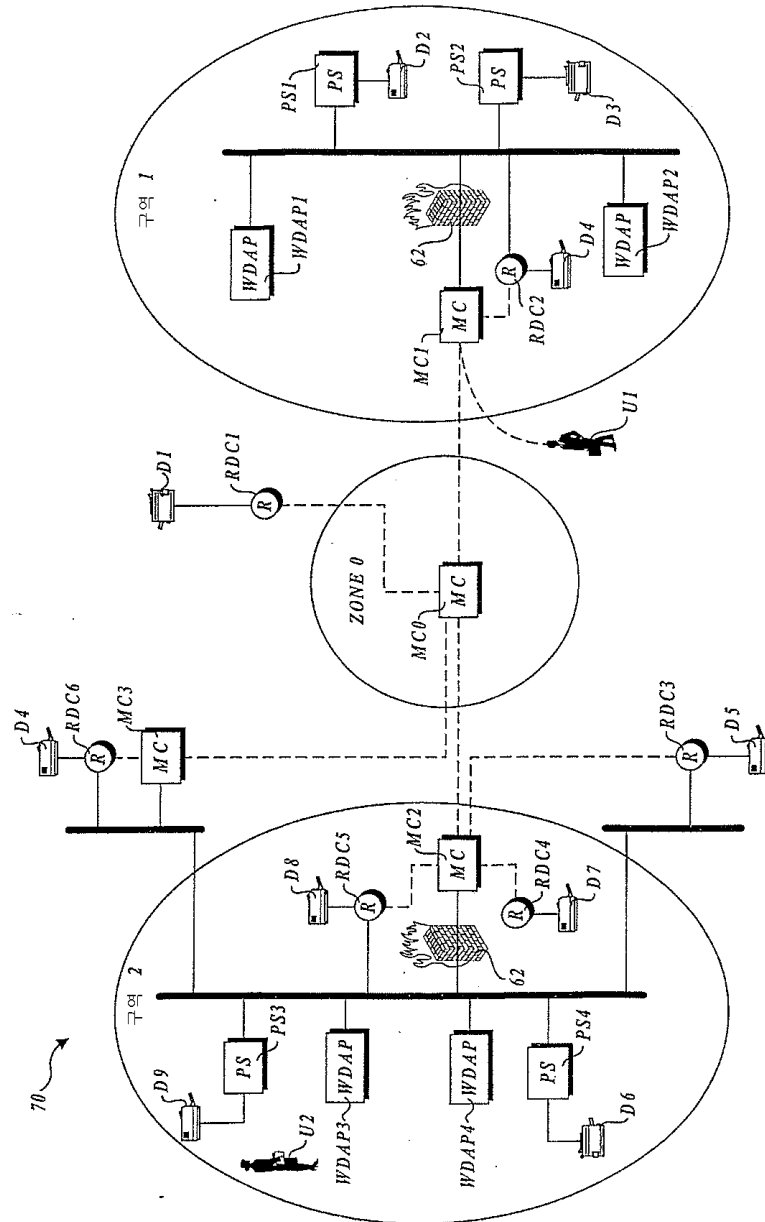 70
구역 2
D9
PS
PS3
U2
WDAP
WDAP3
WDAP
WDAP4
PS
PS4
D6
D8
R
RDC5
62
MC
MC2
R
RDC4
D7
D4
R
RDC6
MC
MC3
R
RDC3
D5
ZONE 0
MC
MC0
D1
R
RDC1
구역 1
WDAP
WDAP1
PS1
PS
D2
PS2
PS
D3
62
MC
MC1
R
RDC2
D4
WDAP
WDAP2
U1